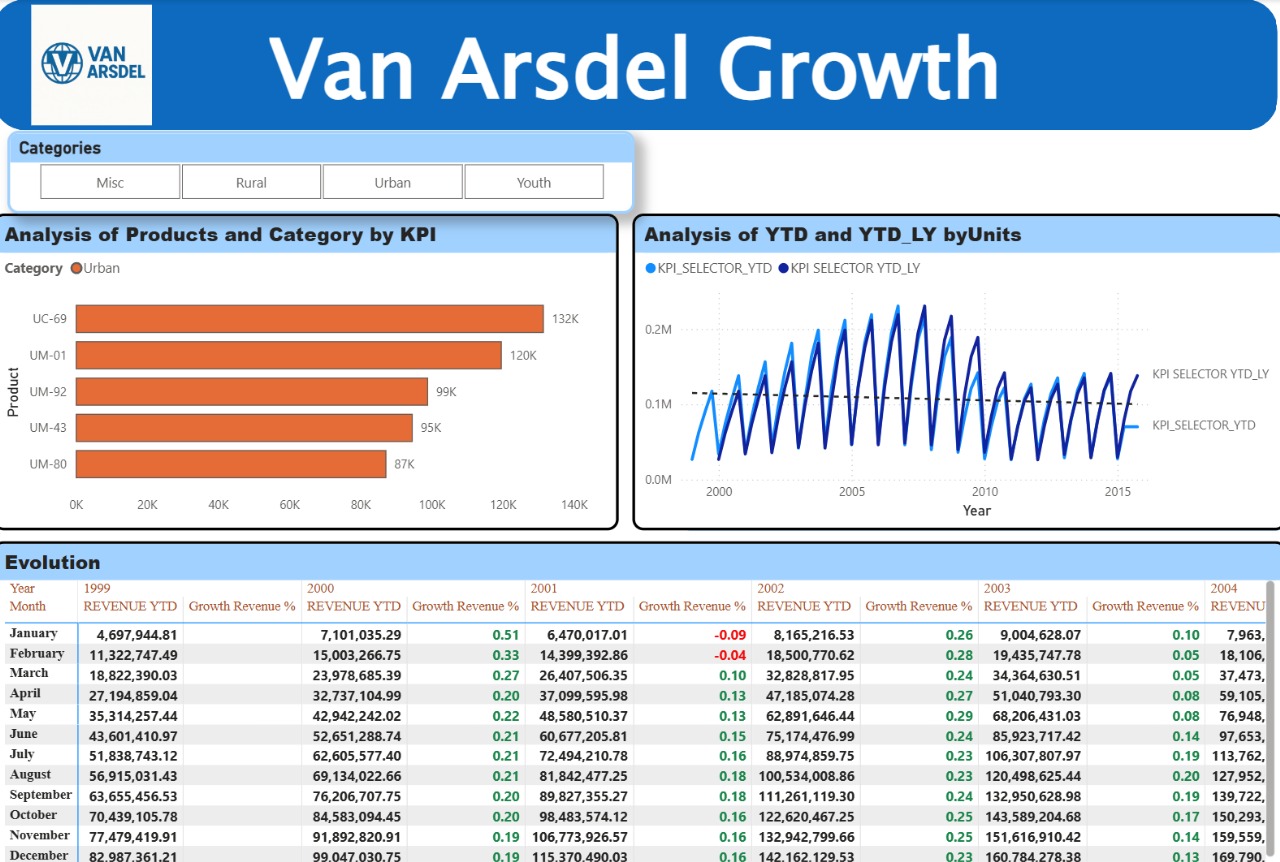 VAN
ARSDEL
Van Arsdel Growth
Categories
Misc Rural Urban Youth
Analysis of Products and Category by KPI
Category Urban
Product
UC-69 132K
UM-01 120K
UM-92 99K
UM-43 95K
UM-80 87K
0K 20K 40K 60K 80K 100K 120K 140K
Analysis of YTD and YTD_LY byUnits
KPI_SELECTOR_YTD KPI SELECTOR YTD_LY
0.2M
0.1M
0.0M
KPI SELECTOR YTD_LY
KPI_SELECTOR_YTD
2000 2005 2010 2015
Year
Evolution
Year 1999 2000 2001 2002 2003 2004
Month REVENUE YTD Growth Revenue % REVENUE YTD Growth Revenue % REVENUE YTD Growth Revenue % REVENUE YTD Growth Revenue % REVENUE YTD Growth Revenue % REVENU
January 4,697,944.81 7,101,035.29 0.51 6,470,017.01 -0.09 8,165,216.53 0.26 9,004,628.07 0.10 7,963,
February 11,322,747.49 15,003,266.75 0.33 14,399,392.86 -0.04 18,500,770.62 0.28 19,435,747.78 0.05 18,106,
March 18,822,390.03 23,978,685.39 0.27 26,407,506.35 0.10 32,828,817.95 0.24 34,364,630.51 0.05 37,473,
April 27,194,859.04 32,737,104.99 0.20 37,099,595.98 0.13 47,185,074.28 0.27 51,040,793.30 0.08 59,105,
May 35,314,257.44 42,942,242.02 0.22 48,580,510.37 0.13 62,891,646.44 0.29 68,206,431.03 0.08 76,948,
June 43,601,410.97 52,651,288.74 0.21 60,677,205.81 0.15 75,174,476.99 0.24 85,923,717.42 0.14 97,653,
July 51,838,743.12 62,605,577.40 0.21 72,494,210.78 0.16 88,974,859.75 0.23 106,307,807.97 0.19 113,762,
August 56,915,031.43 69,134,022.66 0.21 81,842,477.25 0.18 100,534,008.86 0.23 120,498,625.44 0.20 127,952,
September 63,655,456.53 76,206,707.75 0.20 89,827,355.27 0.18 111,261,119.30 0.24 132,950,628.98 0.19 139,722,
October 70,439,105.78 84,583,094.45 0.20 98,483,574.12 0.16 122,620,467.25 0.25 143,589,204.68 0.17 150,293,
November 77,479,419.91 91,892,820.91 0.19 106,773,926.57 0.16 132,942,799.66 0.25 151,616,910.42 0.14 159,559,
December 82,987,361.21 99,047,030.75 0.19 115,370,490.03 0.16 142,162,129.53 0.23 160,784,278.38 0.13 169,790,